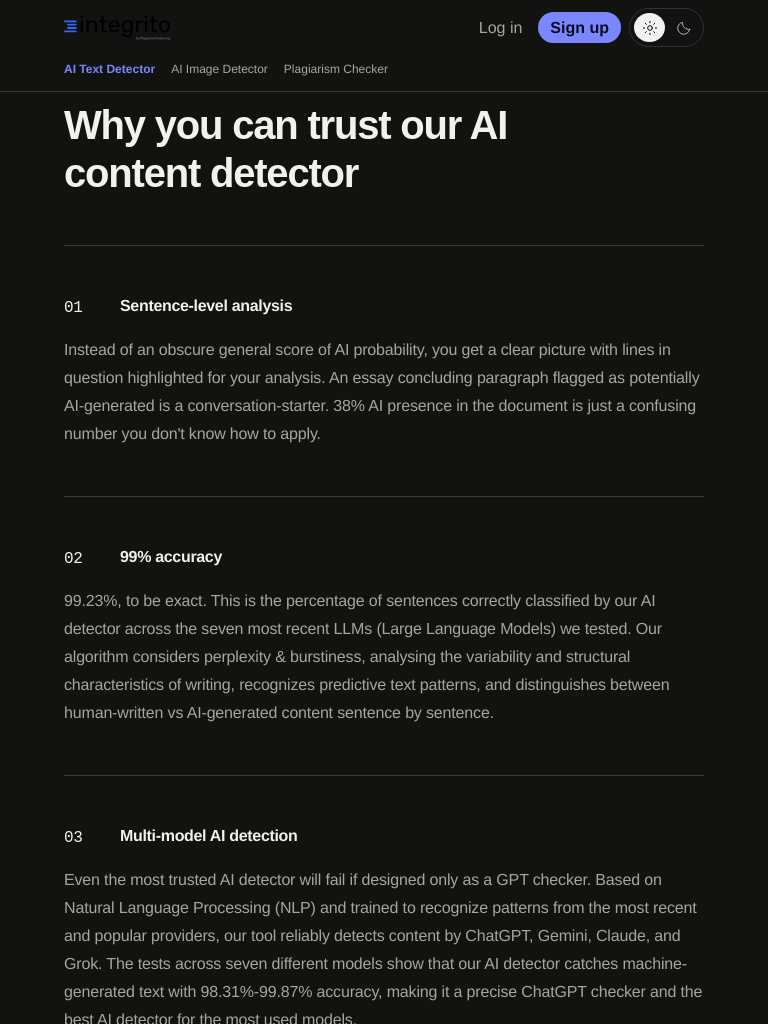 integrito
Log in
Sign up
AI Text Detector
AI Image Detector
Plagiarism Checker
Why you can trust our AI
content detector
01
Sentence-level analysis
Instead of an obscure general score of AI probability, you get a clear picture with lines in
question highlighted for your analysis. An essay concluding paragraph flagged as potentially
AI-generated is a conversation-starter. 38% AI presence in the document is just a confusing
number you don't know how to apply.
02
99% accuracy
99.23%, to be exact. This is the percentage of sentences correctly classified by our AI
detector across the seven most recent LLMs (Large Language Models) we tested. Our
algorithm considers perplexity & burstiness, analysing the variability and structural
characteristics of writing, recognizes predictive text patterns, and distinguishes between
human-written vs AI-generated content sentence by sentence.
03
Multi-model AI detection
Even the most trusted AI detector will fail if designed only as a GPT checker. Based on
Natural Language Processing (NLP) and trained to recognize patterns from the most recent
and popular providers, our tool reliably detects content by ChatGPT, Gemini, Claude, and
Grok. The tests across seven different models show that our AI detector catches machine-
generated text with 98.31%-99.87% accuracy, making it a precise ChatGPT checker and the
best AI detector for the most used models.